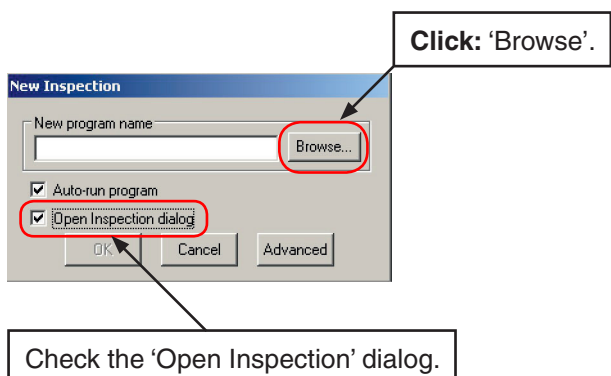 Click: 'Browse'.
New Inspection
New program name
Browse...
Auto-run program
Open Inspection dialog
OK Cancel Advanced
Check the 'Open Inspection' dialog.